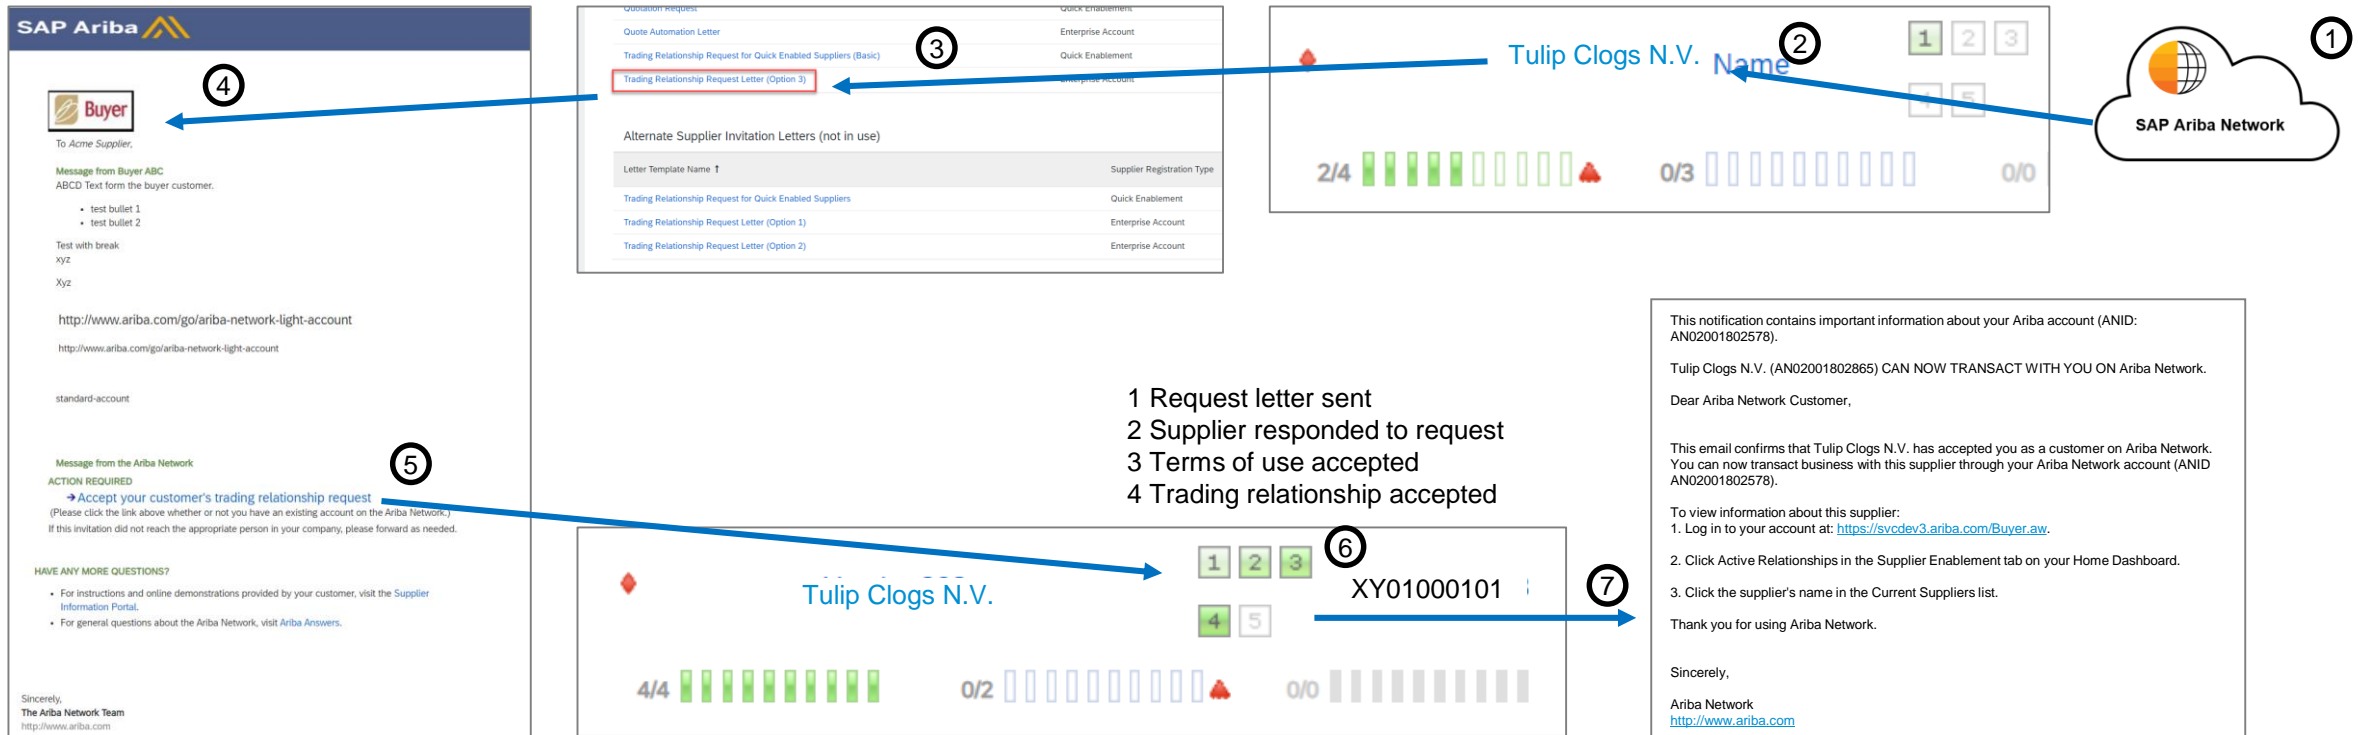 SAP Ariba
4
Buyer
To Acme Supplier,
Message from Buyer ABC
ABCD Text form the buyer customer.
• test bullet 1
• test bullet 2
Test with break
xyz
Xyz
http://www.ariba.com/go/ariba-network-light-account
http://www.ariba.com/go/ariba-network-light-account
standard-account
Message from the Ariba Network
5
ACTION REQUIRED
→Accept your customer's trading relationship request
(Please click the link above whether or not you have an existing account on the Ariba Network.)
If this invitation did not reach the appropriate person in your company, please forward as needed.
HAVE ANY MORE QUESTIONS?
• For instructions and online demonstrations provided by your customer, visit the Supplier
Information Portal.
• For general questions about the Ariba Network, visit Ariba Answers.
Sincerely,
The Ariba Network Team
http://www.ariba.com
Quotation Request Quick Enablement
Quote Automation Letter Enterprise Account
3
Trading Relationship Request for Quick Enabled Suppliers (Basic) Quick Enablement
Trading Relationship Request Letter (Option 3) Enterprise Account
Alternate Supplier Invitation Letters (not in use)
Letter Template Name ↑ Supplier Registration Type
Trading Relationship Request for Quick Enabled Suppliers Quick Enablement
Trading Relationship Request Letter (Option 1) Enterprise Account
Trading Relationship Request Letter (Option 2) Enterprise Account
Tulip Clogs N.V. Name
2
1 2 3
4 5
2/4 0/3 0/0
1
SAP Ariba Network
1 Request letter sent
2 Supplier responded to request
3 Terms of use accepted
4 Trading relationship accepted
Tulip Clogs N.V.
1 2 3
6
4 5
XY01000101
7
4/4 0/2 0/0
This notification contains important information about your Ariba account (ANID:
AN02001802578).
Tulip Clogs N.V. (AN02001802865) CAN NOW TRANSACT WITH YOU ON Ariba Network.
Dear Ariba Network Customer,
This email confirms that Tulip Clogs N.V. has accepted you as a customer on Ariba Network.
You can now transact business with this supplier through your Ariba Network account (ANID
AN02001802578).
To view information about this supplier:
1. Log in to your account at: https://svcdev3.ariba.com/Buyer.aw.
2. Click Active Relationships in the Supplier Enablement tab on your Home Dashboard.
3. Click the supplier's name in the Current Suppliers list.
Thank you for using Ariba Network.
Sincerely,
Ariba Network
http://www.ariba.com